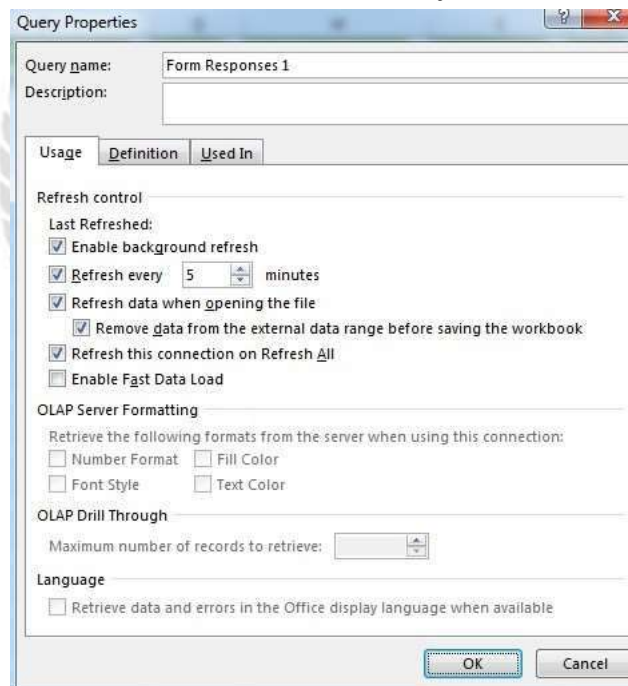 Query Properties
Query name: Form Responses 1
Description:
Usage Definition Used In
Refresh control
Last Refreshed:
Enable background refresh
Refresh every 5 minutes
Refresh data when opening the file
Remove data from the external data range before saving the workbook
Refresh this connection on Refresh All
Enable Fast Data Load
OLAP Server Formatting
Retrieve the following formats from the server when using this connection:
Number Format Fill Color
Font Style Text Color
OLAP Drill Through
Maximum number of records to retrieve:
Language
Retrieve data and errors in the Office display language when available
OK Cancel